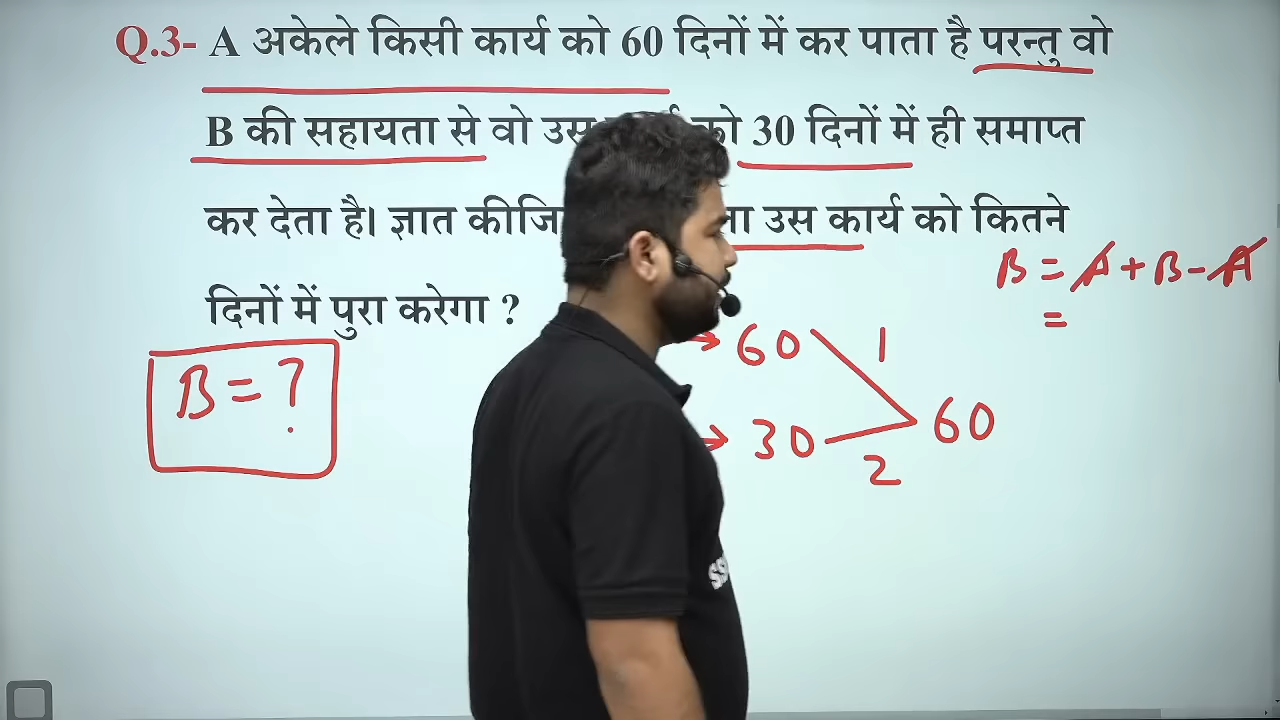 Q.3- A अकेले किसी कार्य को 60 दिनों में कर पाता है परन्तु वो
B की सहायता से वो उस को 30 दिनों में ही समाप्त
कर देता है। ज्ञात उस कार्य को कितने
दिनों में पुरा करेगा ?
B = A + B - A
=
B = ?
→ 60 1
→ 30 2 60